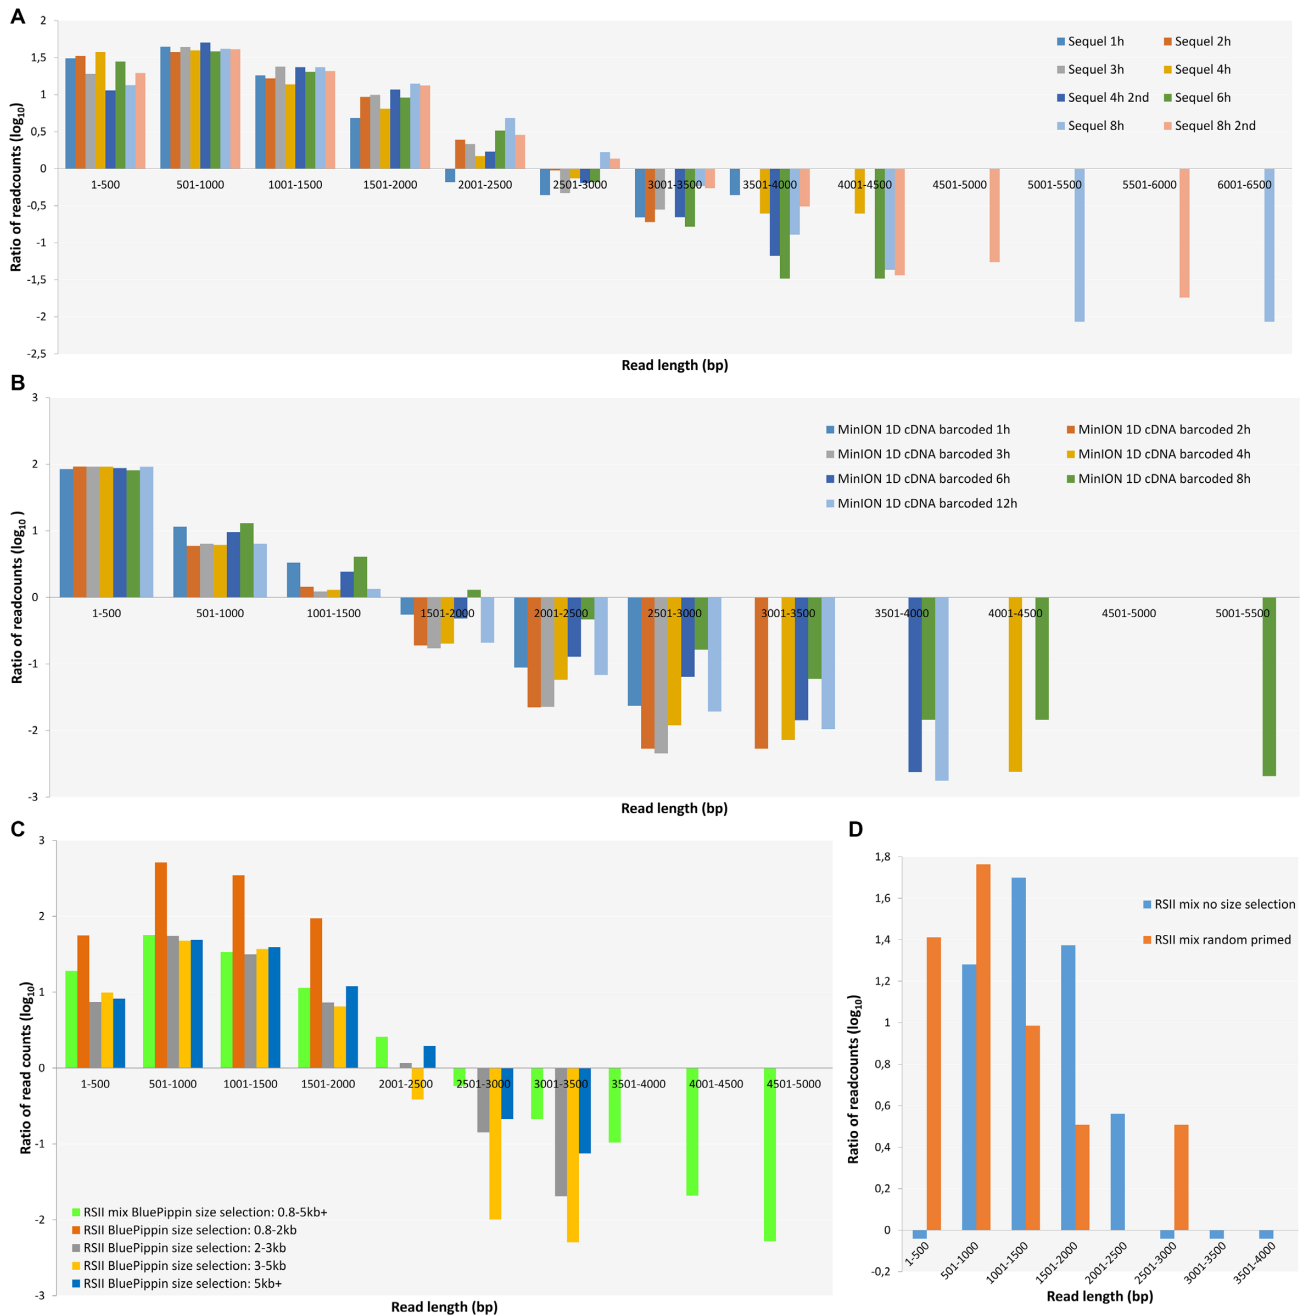 A
2
1,5
1
0,5
0
-0,5
-1
-1,5
-2
-2,5
Ratio of readcounts (log10)
Sequel 1h
Sequel 2h
Sequel 3h
Sequel 4h
Sequel 4h 2nd
Sequel 6h
Sequel 8h
Sequel 8h 2nd
1-500
501-1000
1001-1500
1501-2000
2001-2500
2501-3000
3001-3500
3501-4000
4001-4500
4501-5000
5001-5500
5501-6000
6001-6500
Read length (bp)
B
3
2
1
0
-1
-2
-3
Ratio of readcounts (log10 )
MinION 1D cDNA barcoded 1h
MinION 1D cDNA barcoded 2h
MinION 1D cDNA barcoded 3h
MinION 1D cDNA barcoded 4h
MinION 1D cDNA barcoded 6h
MinION 1D cDNA barcoded 8h
MinION 1D cDNA barcoded 12h
1-500
501-1000
1001-1500
1501-2000
2001-2500
2501-3000
3001-3500
3501-4000
4001-4500
4501-5000
5001-5500
Read length (bp)
C
3
2
1
0
-1
-2
-3
Ratio of read counts (log10)
1-500
501-1000
1001-1500
1501-2000
2001-2500
2501-3000
3001-3500
3501-4000
4001-4500
4501-5000
RSII mix BluePippin size selection: 0.8-5kb+
RSII BluePippin size selection: 0.8-2kb
RSII BluePippin size selection: 2-3kb
RSII BluePippin size selection: 3-5kb
RSII BluePippin size selection: 5kb+
Read length (bp)
D
1,8
1,4
1,2
1
0,8
0,6
0,4
0,2
0
-0,2
Ratio of readcounts (log10)
RSII mix no size selection
RSII mix random primed
1-500
501-1000
1001-1500
1501-2000
2001-2500
2501-3000
3001-3500
3501-4000
Read length (bp)